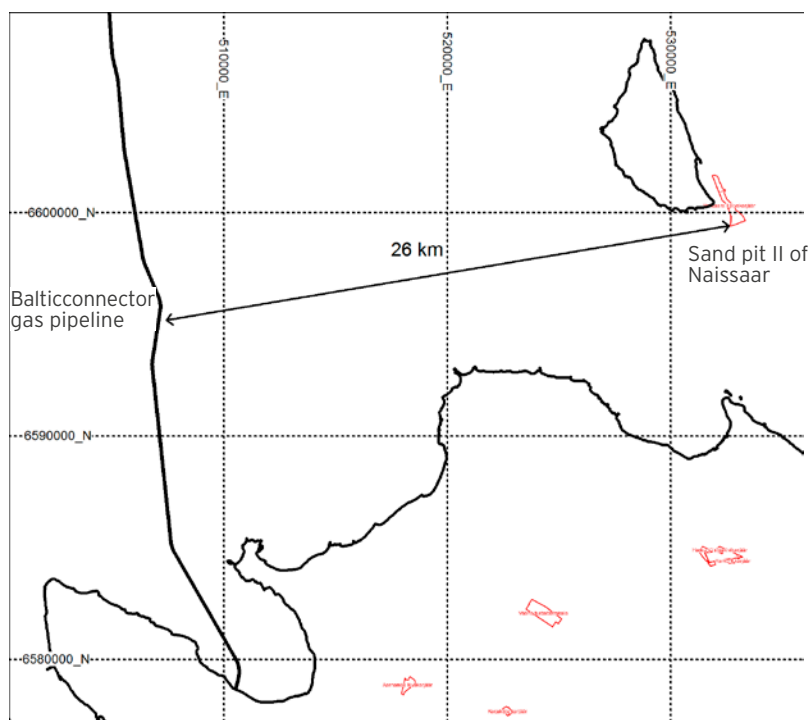 510000_E
520000_E
530000_E
6600000_N
26 km
Sand pit II of
Naissaar
Balticconnector
gas pipeline
6590000_N
6580000_N